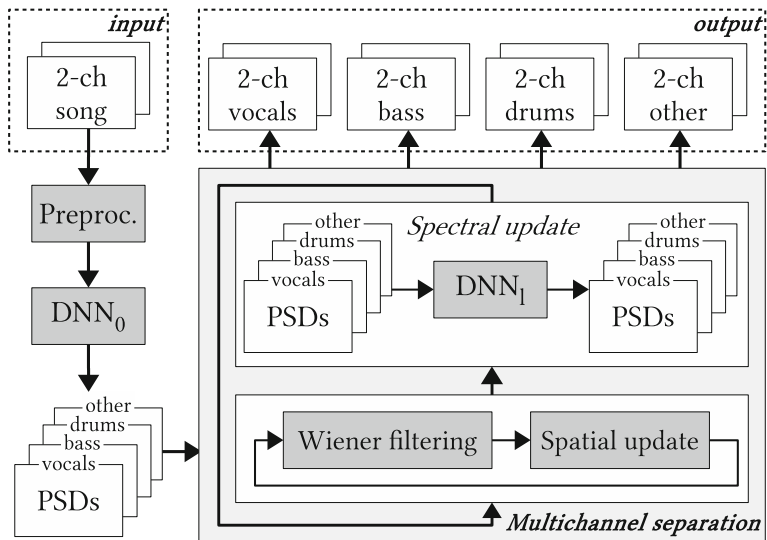 input
2-ch
song
Preproc.
DNN0
other
drums
bass
vocals
PSDs
output
2-ch
vocals
2-ch
bass
2-ch
drums
2-ch
other
Spectral update
other
drums
bass
vocals
PSDs
DNNl
other
drums
bass
vocals
PSDs
Wiener filtering
Spatial update
Multichannel separation